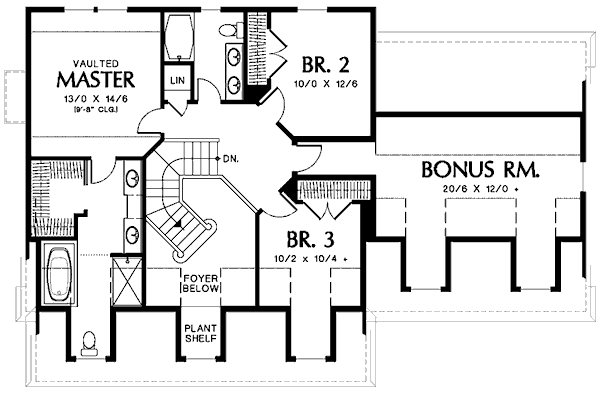 VAULTED
MASTER
13/0 X 14/6
(9'-8" CLG.)
LIN
BR. 2
10/0 X 12/6
DN.
BONUS RM.
20/6 X 12/0 +
BR. 3
10/2 X 10/4 +
FOYER
BELOW
PLANT
SHELF